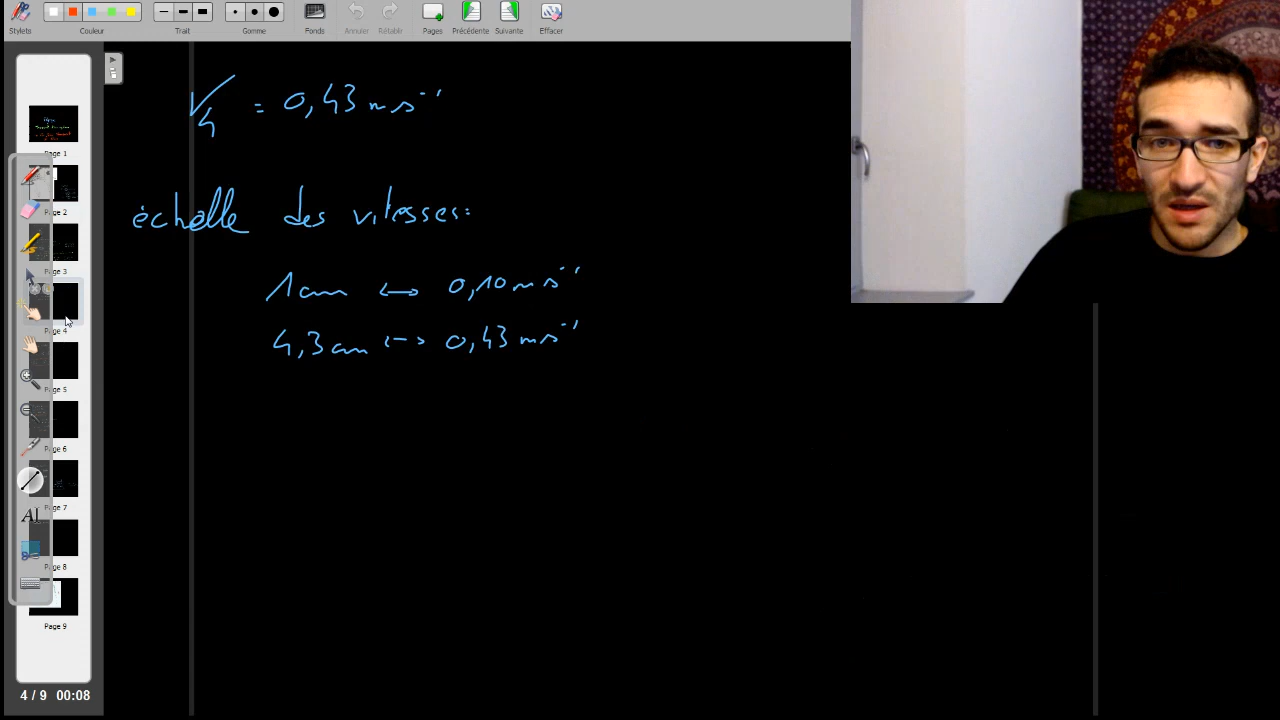 Stylets Couleur Trait Gomme Fonds Annuler Rétablir Pages Précédente Suivante Effacer
V4 = 0,43 m s⁻¹
échelle des vitesses:
1 cm ↔ 0,10 m s⁻¹
4,3 cm ↔ 0,43 m s⁻¹
Page 1
Page 2
Page 3
Page 4
Page 5
Page 6
Page 7
Page 8
Page 9
4 / 9 00:08